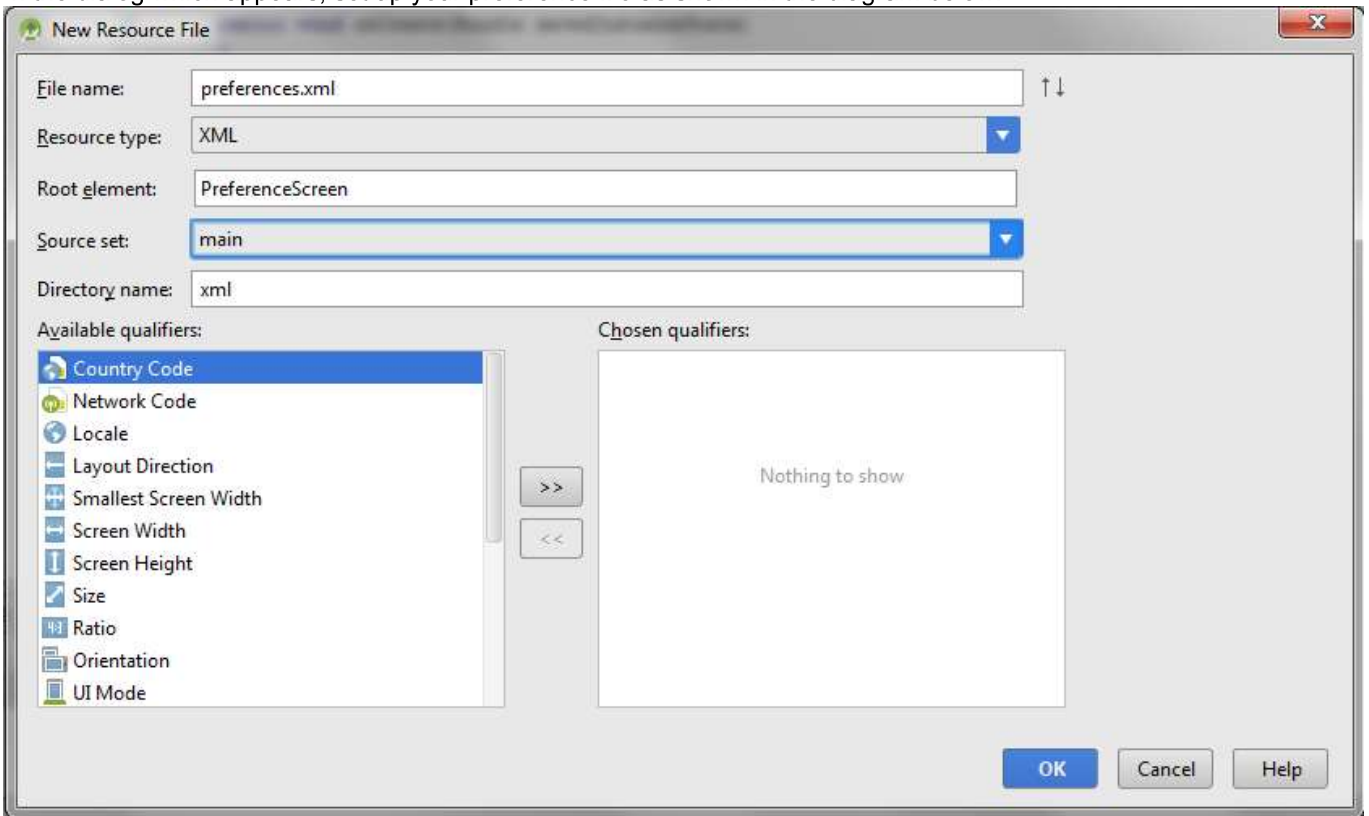 New Resource File
File name: preferences.xml
Resource type: XML
Root element: PreferenceScreen
Source set: main
Directory name: xml
Available qualifiers:
Chosen qualifiers:
Country Code
Network Code
Locale
Layout Direction
Smallest Screen Width
Screen Width
Screen Height
Size
Ratio
Orientation
UI Mode
>>
<<
Nothing to show
OK
Cancel
Help